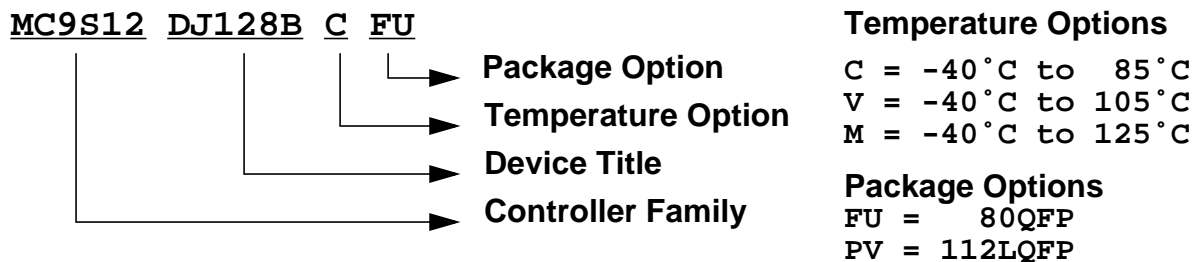 MC9S12 DJ128B C FU
Package Option
Temperature Option
Device Title
Controller Family
Temperature Options
C = -40˚C to 85˚C
V = -40˚C to 105˚C
M = -40˚C to 125˚C
Package Options
FU = 80QFP
PV = 112LQFP